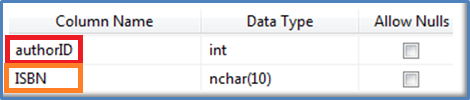 Column Name Data Type Allow Nulls
authorID int
ISBN nchar(10)